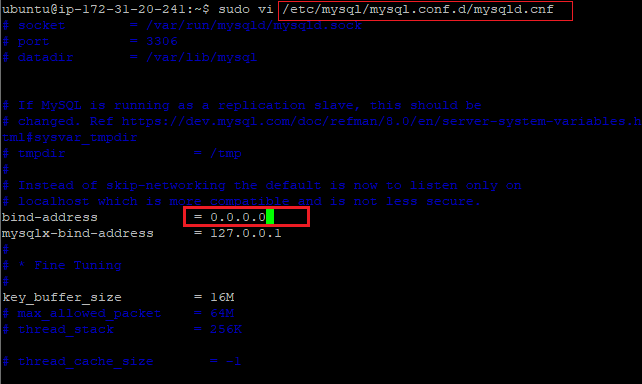 ubuntu@ip-172-31-20-241:~$ sudo vi /etc/mysql/mysql.conf.d/mysqld.cnf
# socket = /var/run/mysqld/mysqld.sock
# port = 3306
# datadir = /var/lib/mysql
# If MySQL is running as a replication slave, this should be
# changed. Ref https://dev.mysql.com/doc/refman/8.0/en/server-system-variables.h
tml#sysvar_tmpdir
# tmpdir = /tmp
#
# Instead of skip-networking the default is now to listen only on
# localhost which is more compatible and is not less secure.
bind-address = 0.0.0.0
mysqlx-bind-address = 127.0.0.1
#
# * Fine Tuning
#
key_buffer_size = 16M
# max_allowed_packet = 64M
# thread_stack = 256K
# thread_cache_size = -1